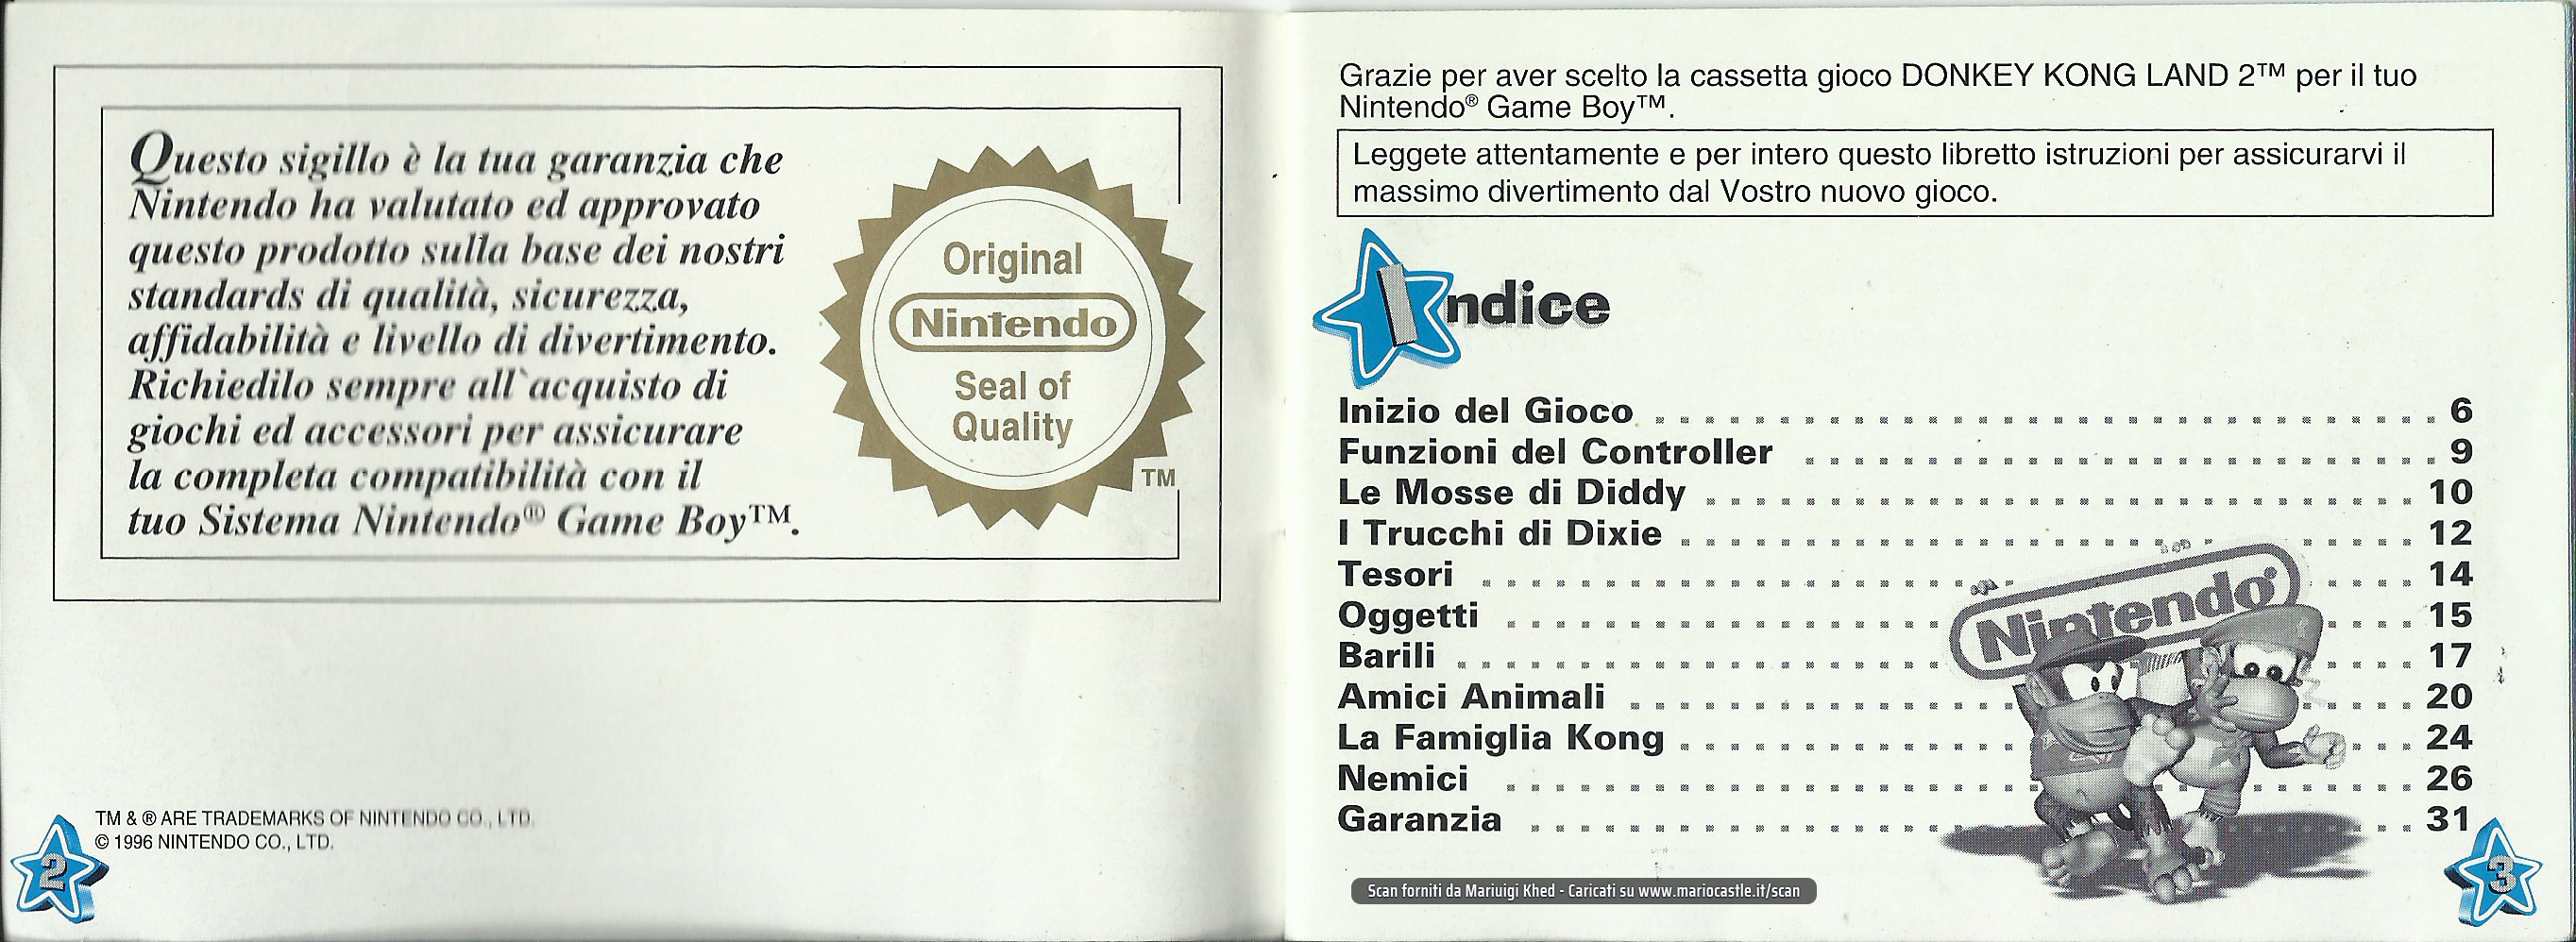 Questo sigillo è la tua garanzia che
Nintendo ha valutato ed approvato
questo prodotto sulla base dei nostri
standards di qualità, sicurezza,
affidabilità e livello di divertimento.
Richiedilo sempre all`acquisto di
giochi ed accessori per assicurare
la completa compatibilità con il
tuo Sistema Nintendo® Game Boy™.
Original
Nintendo
Seal of
Quality
TM
TM & ® ARE TRADEMARKS OF NINTENDO CO., LTD.
© 1996 NINTENDO CO., LTD.
2
Grazie per aver scelto la cassetta gioco DONKEY KONG LAND 2™ per il tuo
Nintendo® Game Boy™.
Leggete attentamente e per intero questo libretto istruzioni per assicurarvi il
massimo divertimento dal Vostro nuovo gioco.
Indice
Inizio del Gioco . . . . . . . . . . . . . . . . . . . . . . . . . . . . . . . . 6
Funzioni del Controller . . . . . . . . . . . . . . . . . . . . . . . . . . 9
Le Mosse di Diddy . . . . . . . . . . . . . . . . . . . . . . . . . . . . . 10
I Trucchi di Dixie . . . . . . . . . . . . . . . . . . . . . . . . . . . . . . 12
Tesori . . . . . . . . . . . . . . . . . . . . . . . . . . 14
Oggetti . . . . . . . . . . . . . . . . . . . . . . 15
Barili . . . . . . . . . . . . . . . . . . . . . . . . 17
Amici Animali . . . . . . . . . . . . . . . . . . . . 20
La Famiglia Kong . . . . . . . . . . . . . . . . . 24
Nemici . . . . . . . . . . . . . . . . . . . . . . . . . 26
Garanzia . . . . . . . . . . . . . . . . . . . . . . . . 31
Nintendo®
Scan forniti da Mariuigi Khed - Caricati su www.mariocastle.it/scan
3